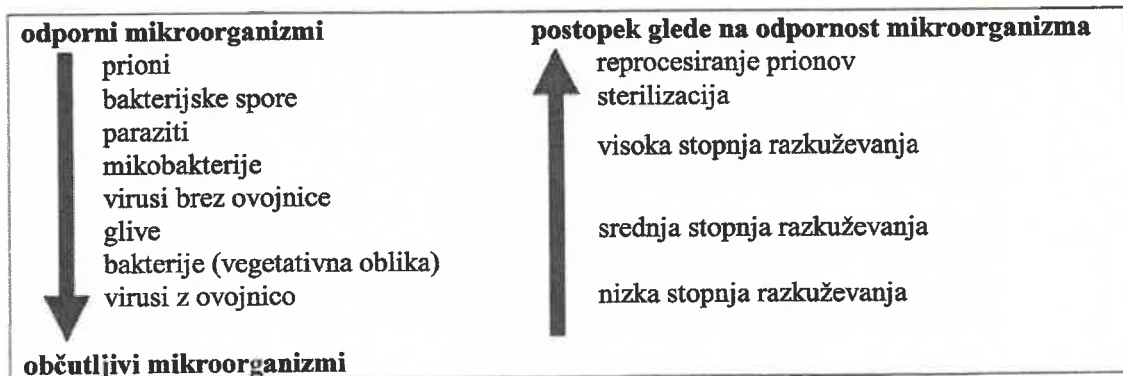 odporni mikroorganizmi
prioni
bakterijske spore
paraziti
mikobakterije
virusi brez ovojnice
glive
bakterije (vegetativna oblika)
virusi z ovojnico
občutljivi mikroorganizmi
postopek glede na odpornost mikroorganizma
reprocesiranje prionov
sterilizacija
visoka stopnja razkuževanja
srednja stopnja razkuževanja
nizka stopnja razkuževanja